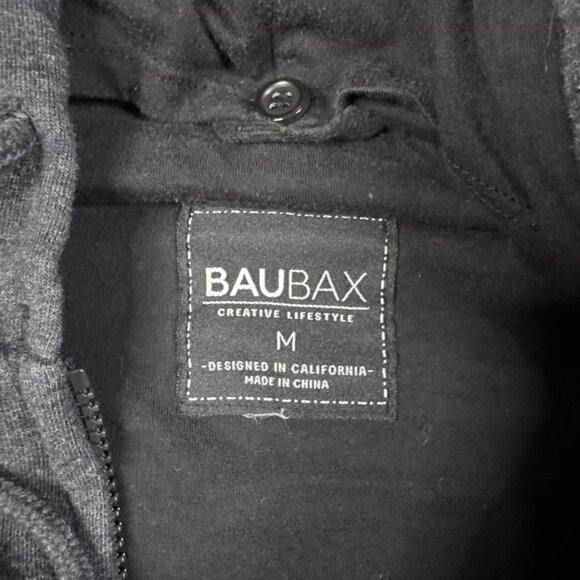 BAUBAX
CREATIVE LIFESTYLE
M
-DESIGNED IN CALIFORNIA-
MADE IN CHINA